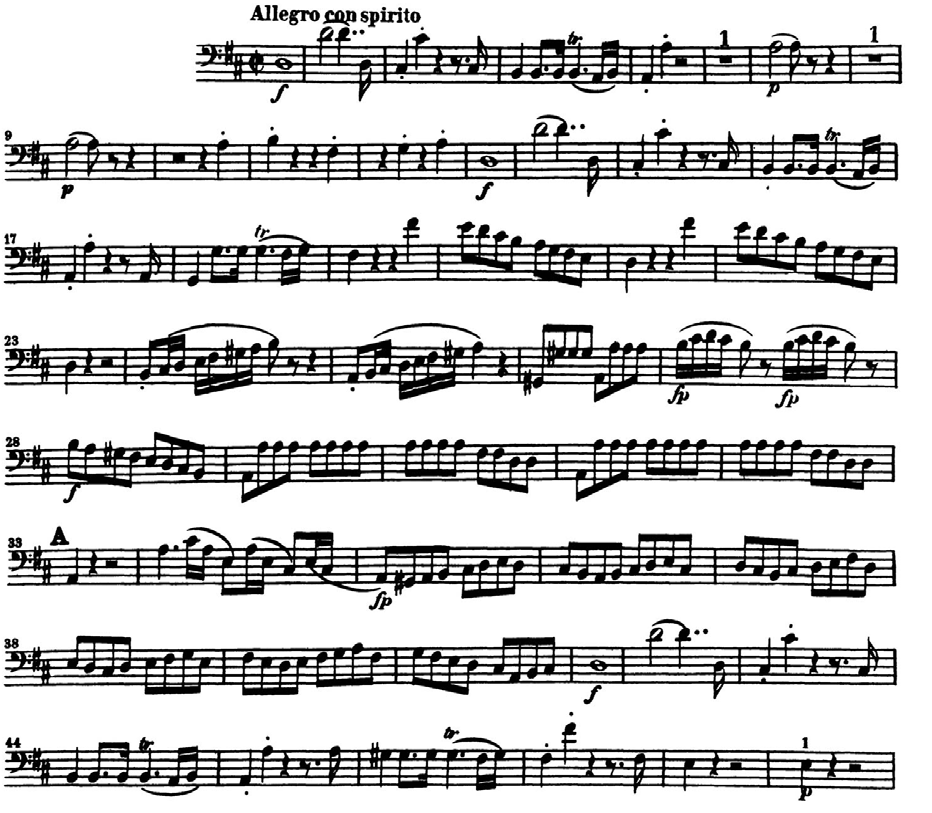 Allegro con spirito
f tr 1 p 1
9 p f tr
17 tr
23 fp fp
28 f
33 A fp
38 f
44 tr tr 1 p